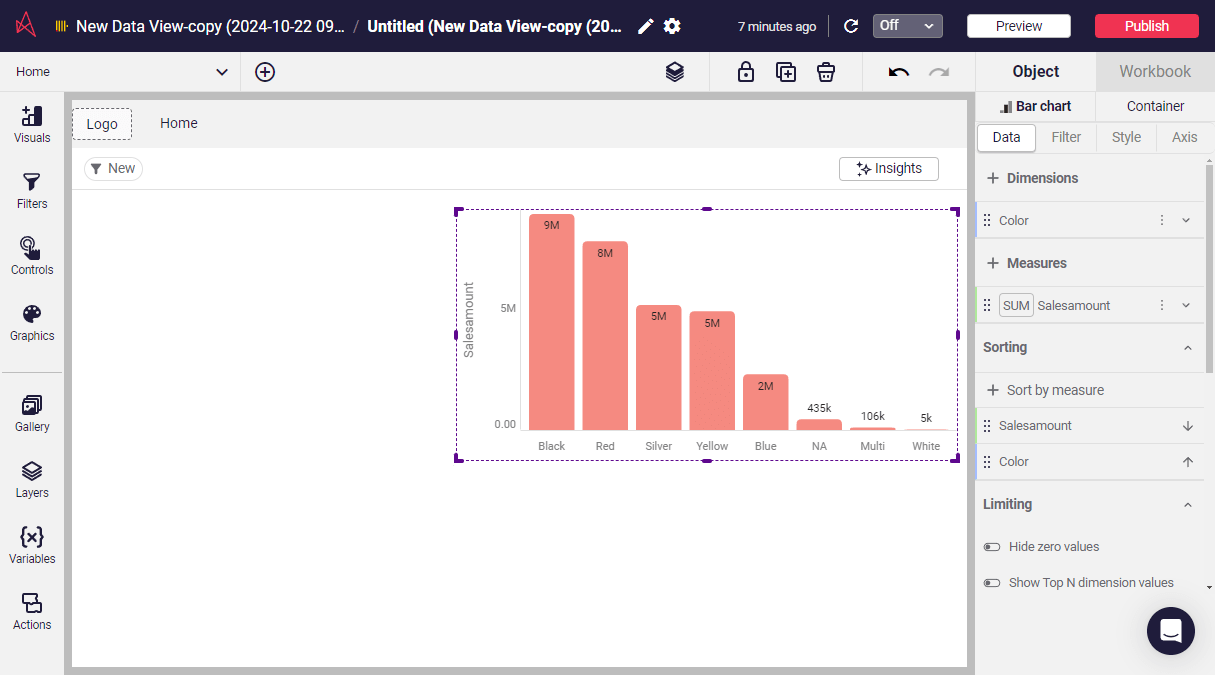 New Data View-copy (2024-10-22 09... / Untitled (New Data View-copy (20... 7 minutes ago Off Preview Publish
Home Object Workbook
Bar chart Container
Data Filter Style Axis
Visuals
Filters
Controls
Graphics
Gallery
Layers
Variables
Actions
Logo Home
New Insights
Salesamount
5M
0.00
9M
8M
5M
5M
2M
435k
106k
5k
Black Red Silver Yellow Blue NA Multi White
Dimensions
Color
Measures
SUM Salesamount
Sorting
Sort by measure
Salesamount
Color
Limiting
Hide zero values
Show Top N dimension values